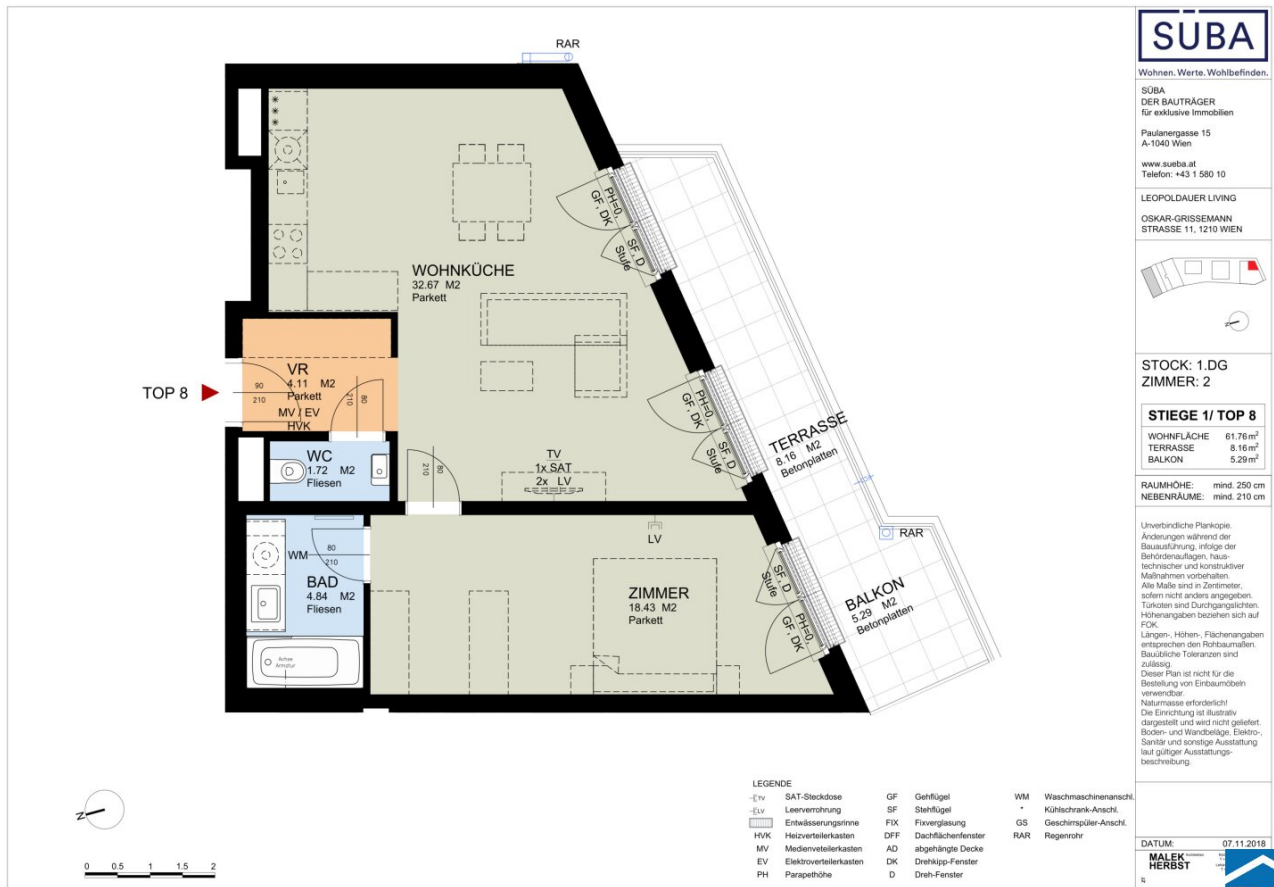 RAR
WOHNKÜCHE
32.67 M2
Parkett
PH=0,
GF, DK
SF, D
Stufe
TOP 8
VR
4.11 M2
Parkett
MV / EV
HVK
90
210
80
210
WC
1.72 M2
Fliesen
80
210
TV
1x SAT
2x LV
PH=0,
GF, DK
SF, D
Stufe
TERRASSE
8.16 M2
Betonplatten
RAR
WM
80
210
BAD
4.84 M2
Fliesen
Achse
Armatur
LV
ZIMMER
18.43 M2
Parkett
SF, D
Stufe
PH=0,
GF, DK
BALKON
5.29 M2
Betonplatten
N
0 0.5 1 1.5 2
LEGENDE
TV SAT-Steckdose
LV Leerverrohrung
Entwässerungsrinne
HVK Heizverteilerkasten
MV Medienveteilerkasten
EV Elektroverteilerkasten
PH Parapethöhe
GF Gehflügel
SF Stehflügel
FIX Fixverglasung
DFF Dachflächenfenster
AD abgehängte Decke
DK Drehkipp-Fenster
D Dreh-Fenster
WM Waschmaschinenanschl.
* Kühlschrank-Anschl.
GS Geschirrspüler-Anschl.
RAR Regenrohr
SÜBA
Wohnen. Werte. Wohlbefinden.
SÜBA
DER BAUTRÄGER
für exklusive Immobilien
Paulanergasse 15
A-1040 Wien
www.sueba.at
Telefon: +43 1 580 10
LEOPOLDAUER LIVING
OSKAR-GRISSEMANN
STRASSE 11, 1210 WIEN
N
STOCK: 1.DG
ZIMMER: 2
STIEGE 1/ TOP 8
WOHNFLÄCHE 61.76 m²
TERRASSE 8.16 m²
BALKON 5.29 m²
RAUMHÖHE: mind. 250 cm
NEBENRÄUME: mind. 210 cm
Unverbindliche Plankopie.
Änderungen während der
Bauausführung, infolge der
Behördenauflagen, haus-
technischer und konstruktiver
Maßnahmen vorbehalten.
Alle Maße sind in Zentimeter,
sofern nicht anders angegeben.
Türkoten sind Durchgangslichten.
Höhenangaben beziehen sich auf
FOK.
Längen-, Höhen-, Flächenangaben
entsprechen den Rohbaumaßen.
Bauübliche Toleranzen sind
zulässig.
Dieser Plan ist nicht für die
Bestellung von Einbaumöbeln
verwendbar.
Naturmasse erforderlich!
Die Einrichtung ist illustrativ
dargestellt und wird nicht geliefert.
Boden- und Wandbeläge, Elektro-,
Sanitär und sonstige Ausstattung
laut gültiger Ausstattungs-
beschreibung.
DATUM: 07.11.2018
MALEK
HERBST